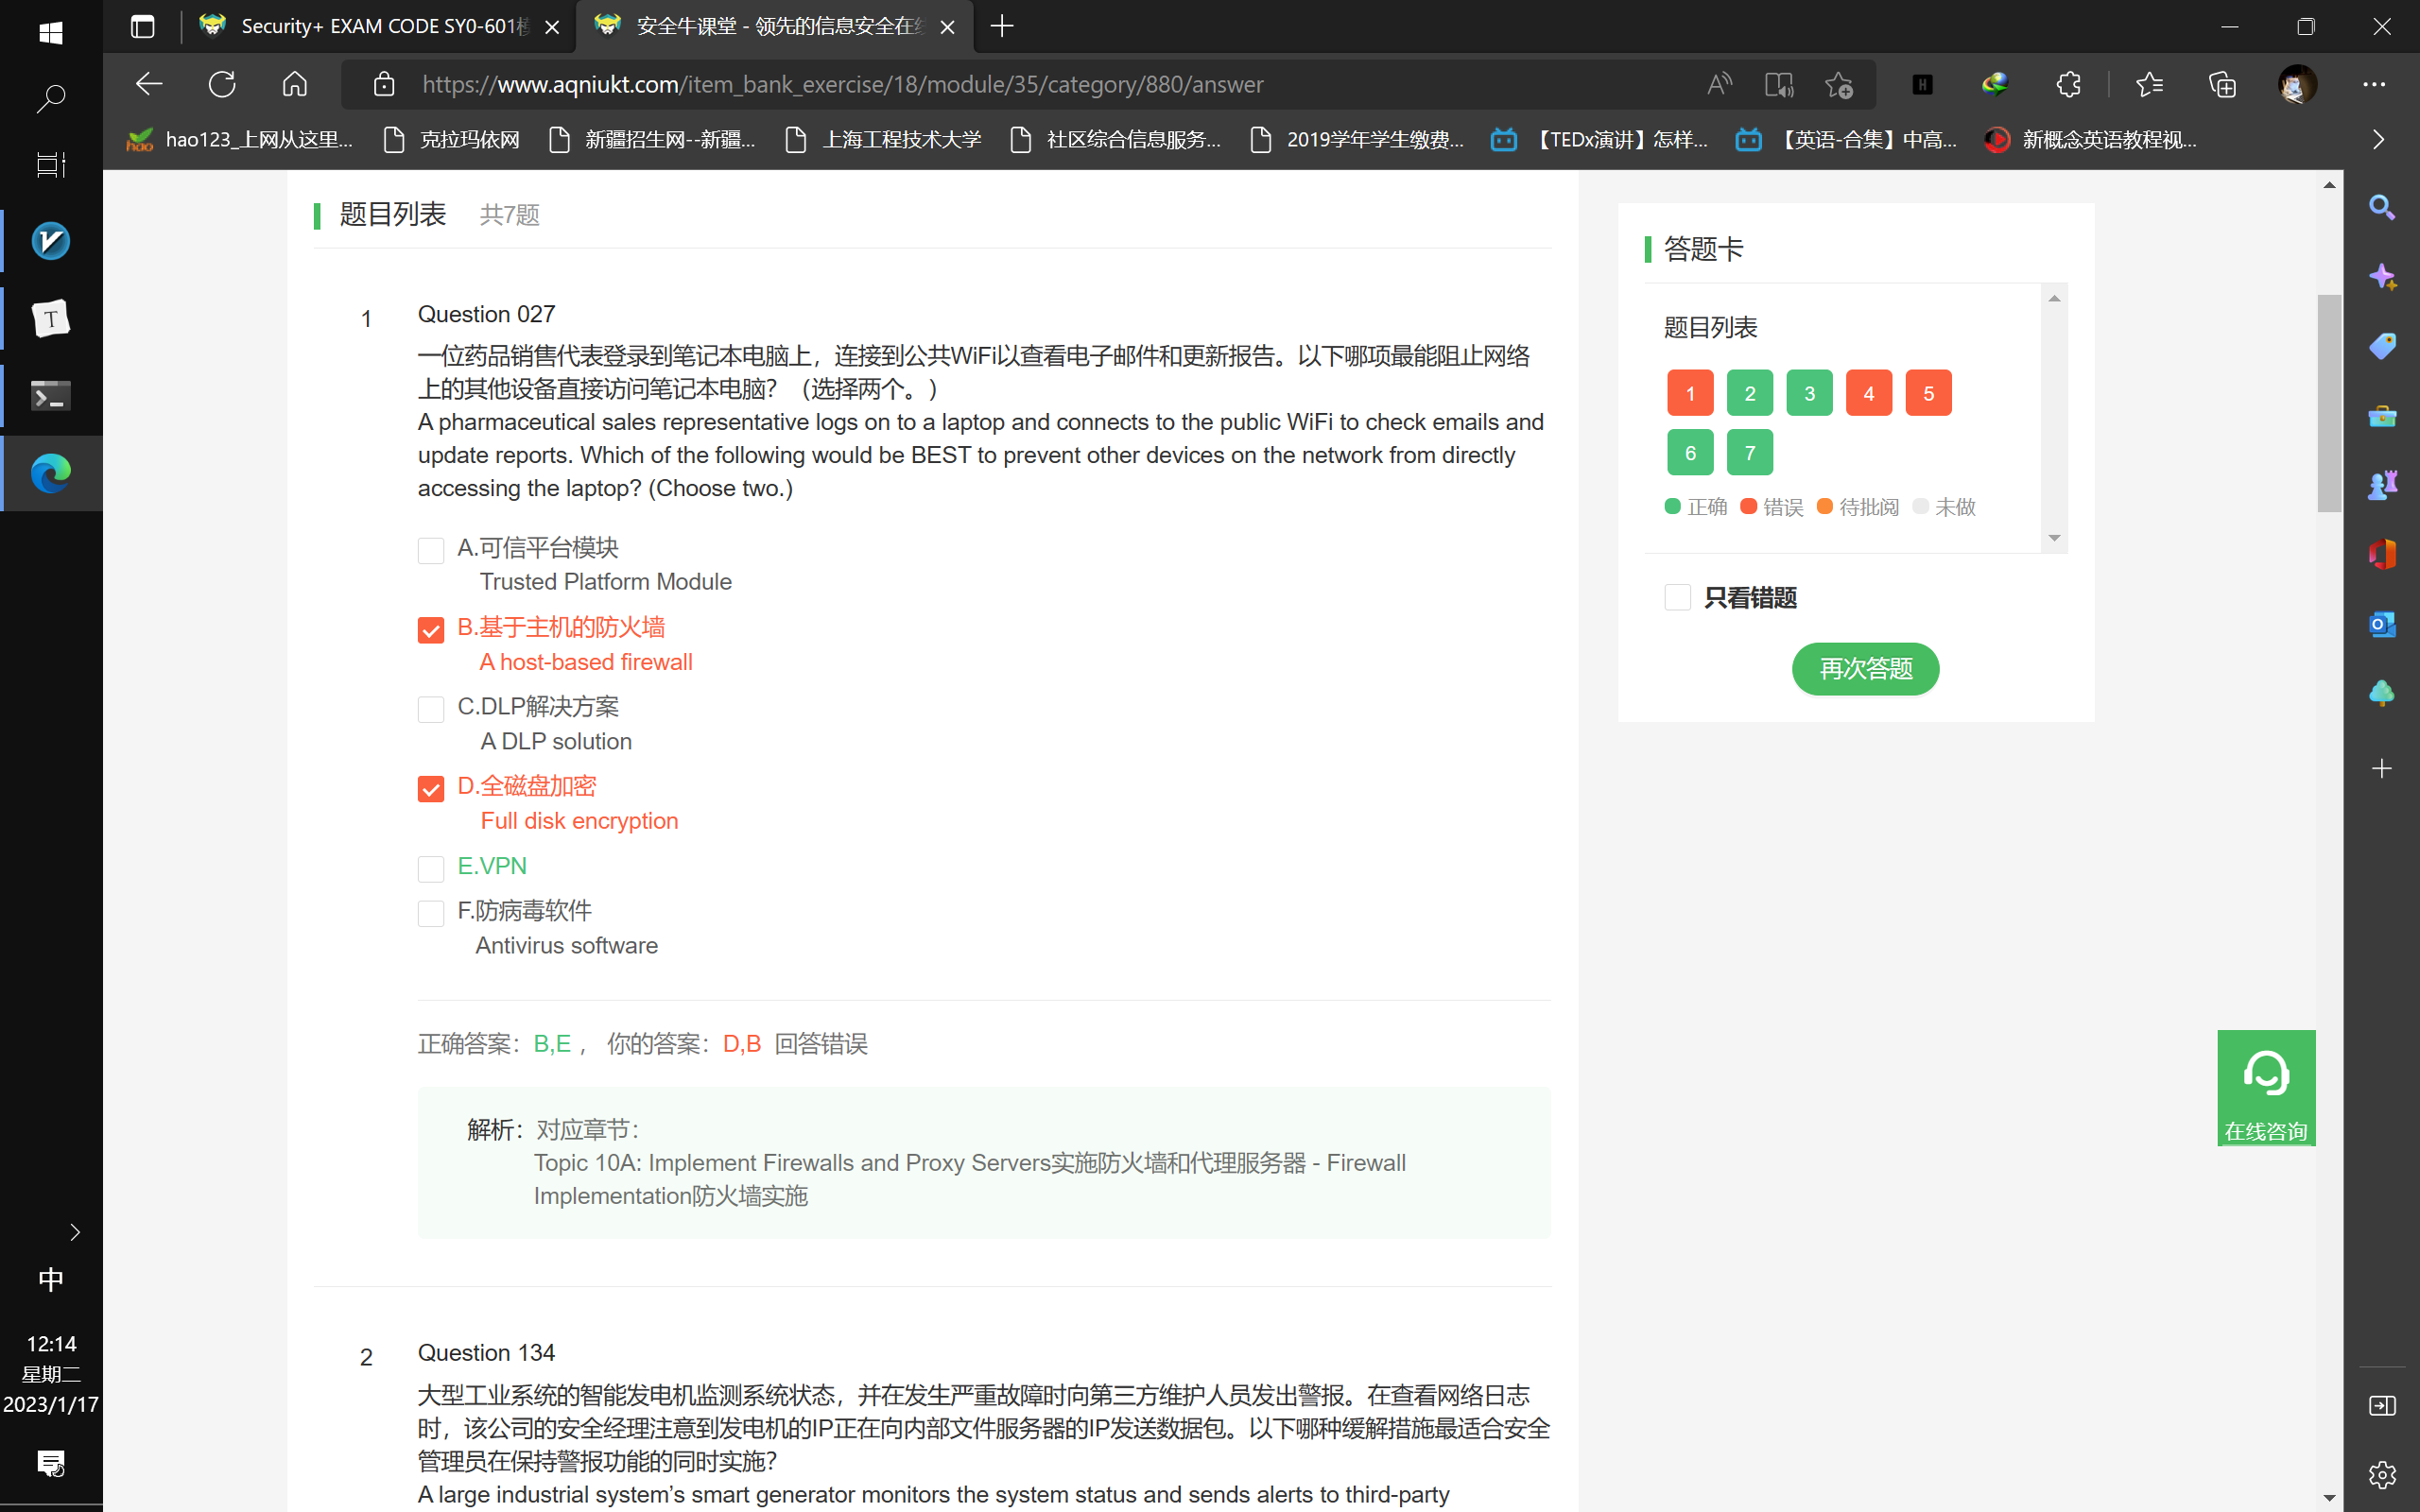 Security+ EXAM CODE SY0-601
安全牛课堂 - 领先的信息安全在
https://www.aqniukt.com/item_bank_exercise/18/module/35/category/880/answer
hao123_上网从这里...
克拉玛依网
新疆招生网--新疆...
上海工程技术大学
社区综合信息服务...
2019学年学生缴费...
【TEDx演讲】怎样...
【英语-合集】中高...
新概念英语教程视...
题目列表 共7题
1
Question 027
一位药品销售代表登录到笔记本电脑上，连接到公共WiFi以查看电子邮件和更新报告。以下哪项最能阻止网络
上的其他设备直接访问笔记本电脑？（选择两个。）
A pharmaceutical sales representative logs on to a laptop and connects to the public WiFi to check emails and
update reports. Which of the following would be BEST to prevent other devices on the network from directly
accessing the laptop? (Choose two.)
A.可信平台模块
Trusted Platform Module
B.基于主机的防火墙
A host-based firewall
C.DLP解决方案
A DLP solution
D.全磁盘加密
Full disk encryption
E.VPN
F.防病毒软件
Antivirus software
正确答案：B,E ， 你的答案：D,B 回答错误
解析：对应章节：
Topic 10A: Implement Firewalls and Proxy Servers实施防火墙和代理服务器 - Firewall
Implementation防火墙实施
2
Question 134
大型工业系统的智能发电机监测系统状态，并在发生严重故障时向第三方维护人员发出警报。在查看网络日志
时，该公司的安全经理注意到发电机的IP正在向内部文件服务器的IP发送数据包。以下哪种缓解措施最适合安全
管理员在保持警报功能的同时实施？
A large industrial system's smart generator monitors the system status and sends alerts to third-party
答题卡
题目列表
1 2 3 4 5
6 7
正确 错误 待批阅 未做
只看错题
再次答题
在线咨询
中
12:14
星期二
2023/1/17